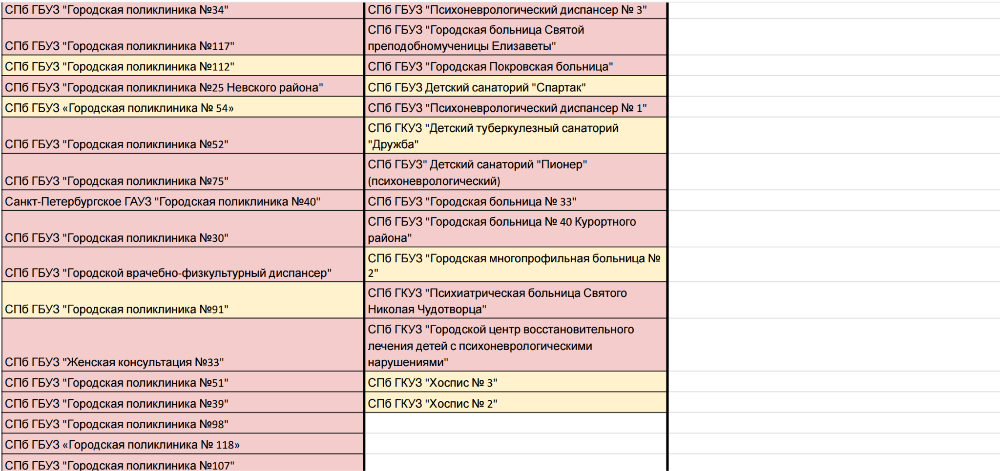 СПб ГБУЗ "Городская поликлиника №34"
СПб ГБУЗ "Психоневрологический диспансер № 3"
СПб ГБУЗ "Городская поликлиника №117"
СПб ГБУЗ "Городская больница Святой
преподобномученицы Елизаветы"
СПб ГБУЗ "Городская поликлиника №112"
СПб ГБУЗ "Городская Покровская больница"
СПб ГБУЗ "Городская поликлиника №25 Невского района"
СПб ГБУЗ Детский санаторий "Спартак"
СПб ГБУЗ «Городская поликлиника № 54»
СПб ГБУЗ "Психоневрологический диспансер № 1"
СПб ГБУЗ "Городская поликлиника №52"
СПб ГКУЗ "Детский туберкулезный санаторий
"Дружба"
СПб ГБУЗ "Городская поликлиника №75"
СПб ГБУЗ" Детский санаторий "Пионер"
(психоневрологический)
Санкт-Петербургское ГАУЗ "Городская поликлиника №40"
СПб ГБУЗ "Городская больница № 33"
СПб ГБУЗ "Городская поликлиника №30"
СПб ГБУЗ "Городская больница № 40 Курортного
района"
СПб ГБУЗ "Городской врачебно-физкультурный диспансер"
СПб ГБУЗ "Городская многопрофильная больница №
2"
СПб ГБУЗ "Городская поликлиника №91"
СПб ГКУЗ "Психиатрическая больница Святого
Николая Чудотворца"
СПб ГБУЗ "Женская консультация №33"
СПб ГКУЗ "Городской центр восстановительного
лечения детей с психоневрологическими
нарушениями"
СПб ГБУЗ "Городская поликлиника №51"
СПб ГКУЗ "Хоспис № 3"
СПб ГБУЗ "Городская поликлиника №39"
СПб ГКУЗ "Хоспис № 2"
СПб ГБУЗ "Городская поликлиника №98"
СПб ГБУЗ «Городская поликлиника № 118»
СПб ГБУЗ "Городская поликлиника №107"